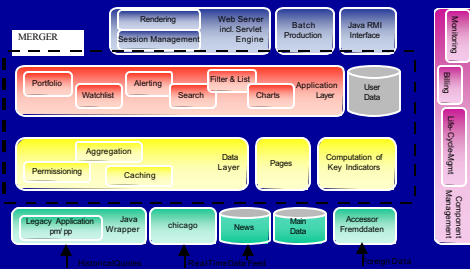 Rendering
Session Management
Web Server
incl. Servlet
Engine
Batch
Production
Java RMI
Interface
MERGER
Monitoring
Portfolio
Watchlist
Alerting
Search
Filter & List
Charts
Application
Layer
User
Data
Billing
Life-Cycle-Mgmt
Component
Management
Aggregation
Permissioning
Caching
Data
Layer
Pages
Computation of
Key Indicators
Legacy Application
pm/pp
Java
Wrapper
chicago
News
Main
Data
Accessor
Fremddaten